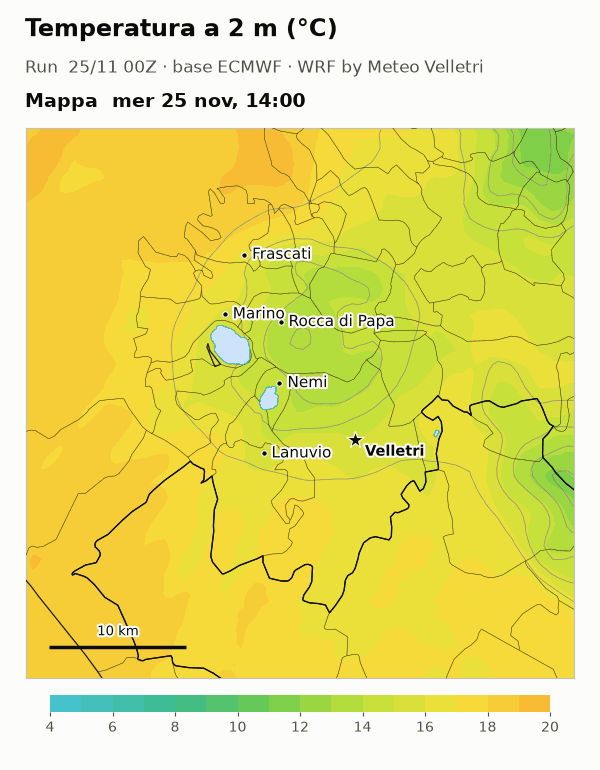 Temperatura a 2 m (°C)
Run  25/11 00Z · base ECMWF · WRF by Meteo Velletri
Mappa  mer 25 nov, 14:00
Frascati
Marino
Rocca di Papa
Nemi
Lanuvio
Velletri
10 km
4 6 8 10 12 14 16 18 20